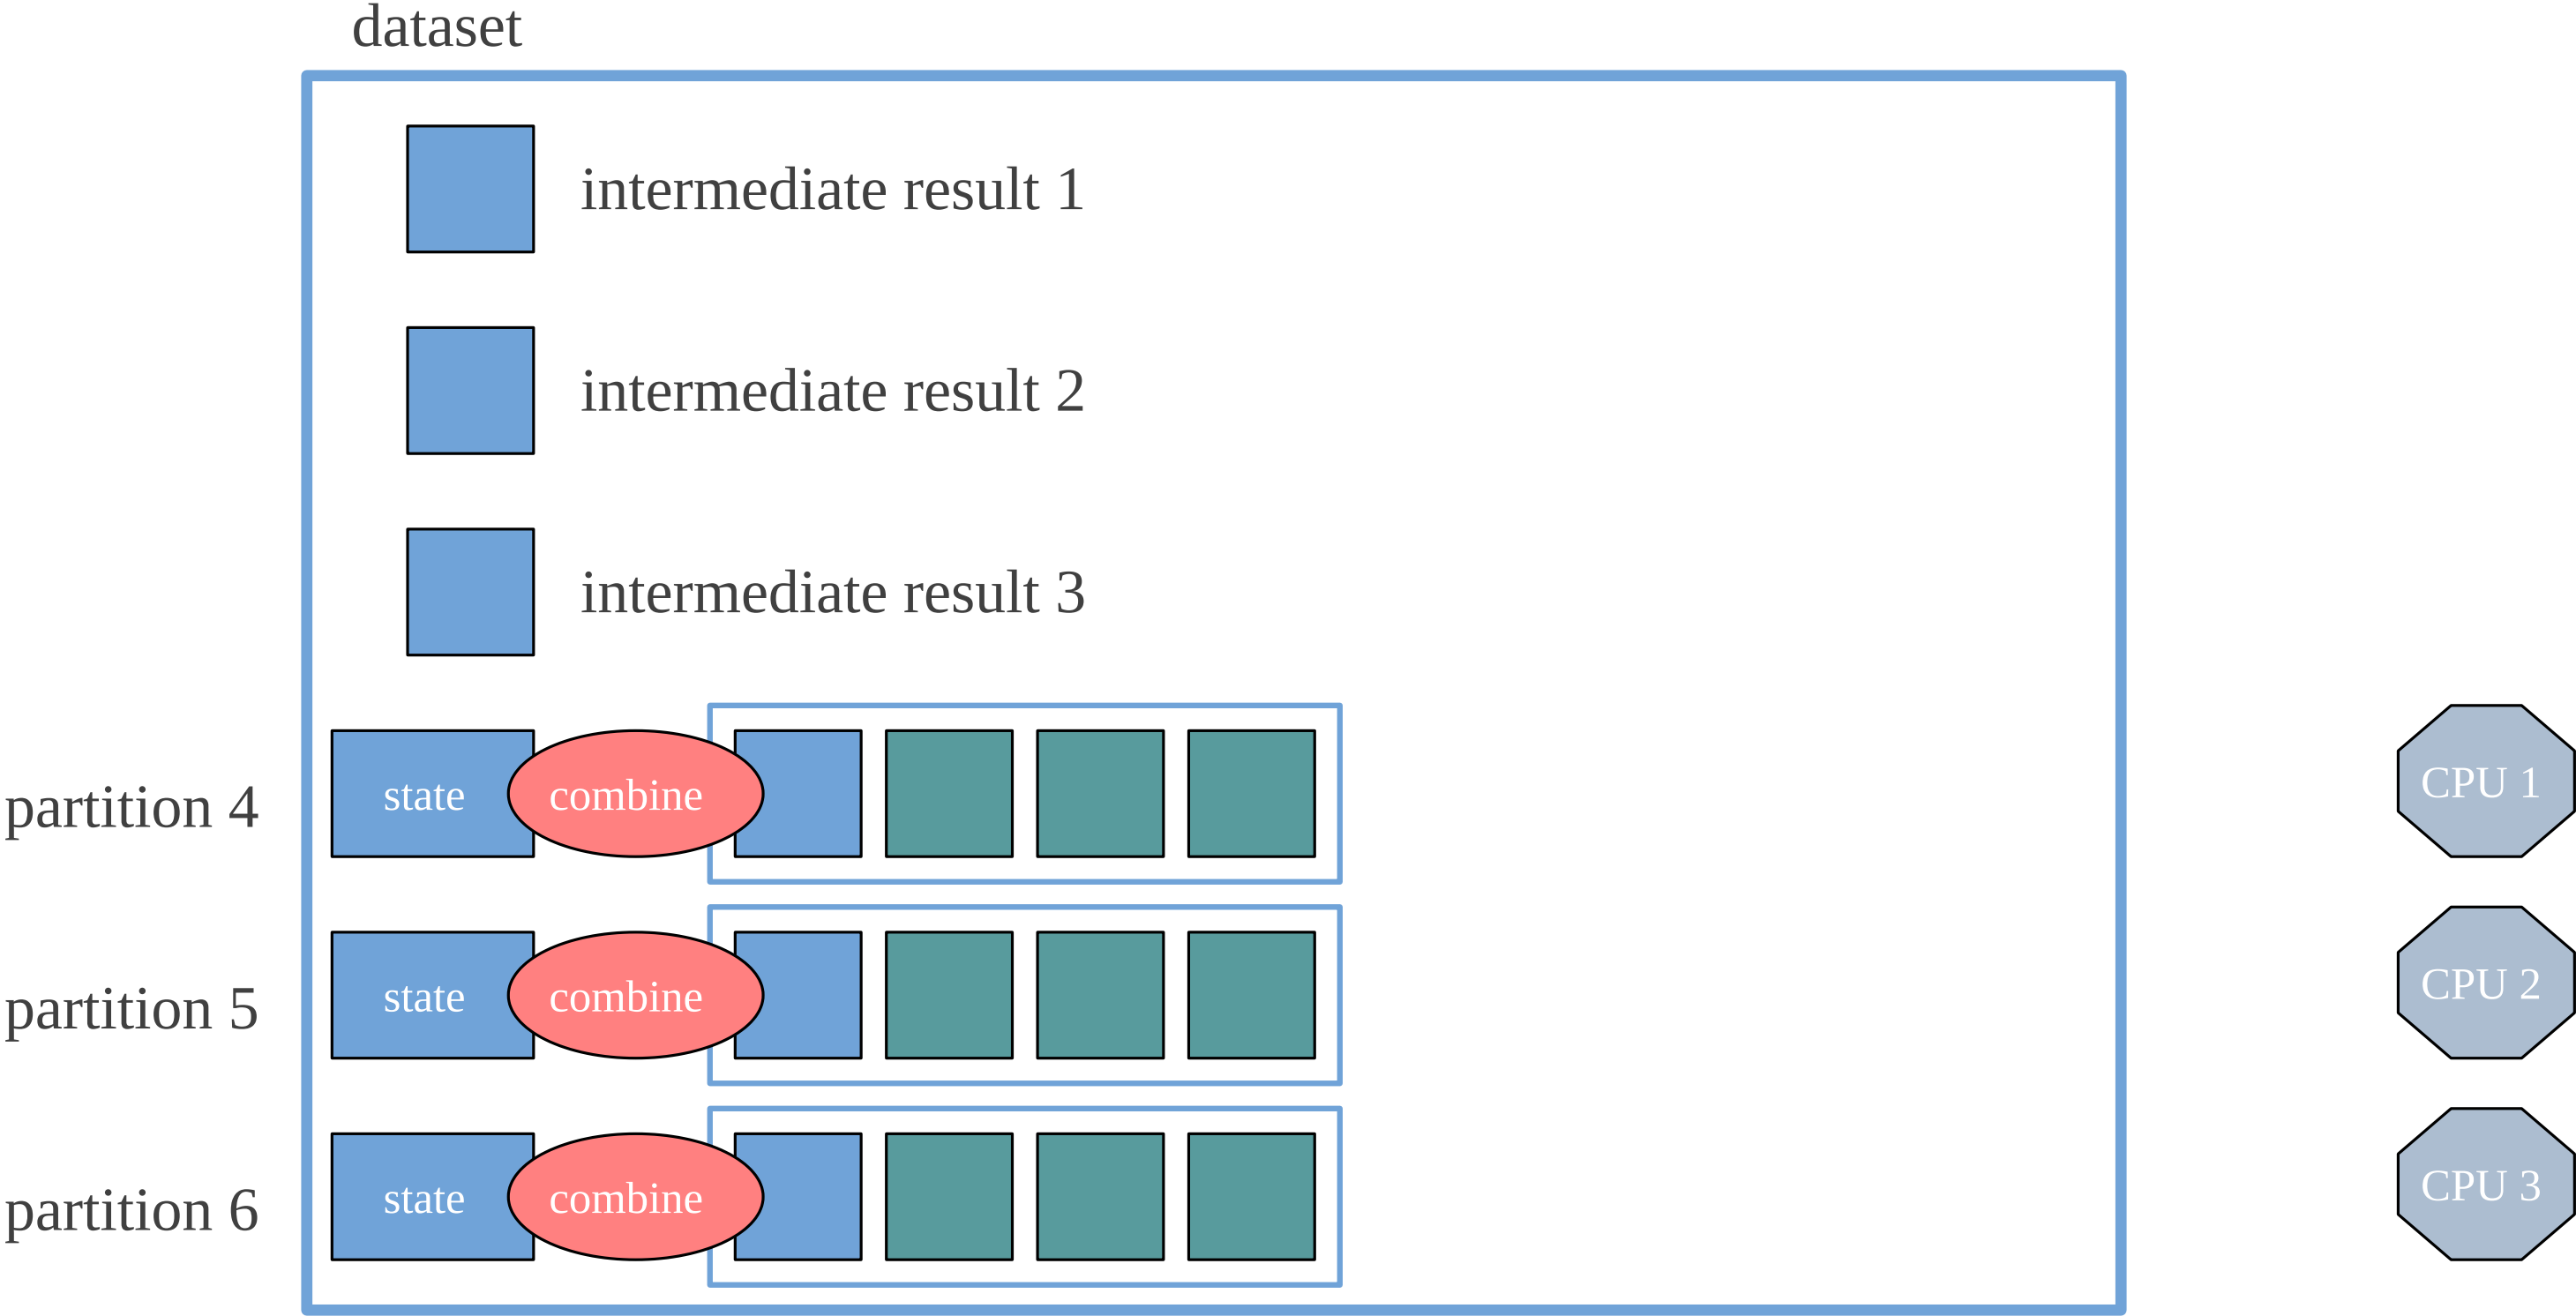 dataset
intermediate result 1
intermediate result 2
intermediate result 3
partition 4
state
combine
CPU 1
partition 5
state
combine
CPU 2
partition 6
state
combine
CPU 3